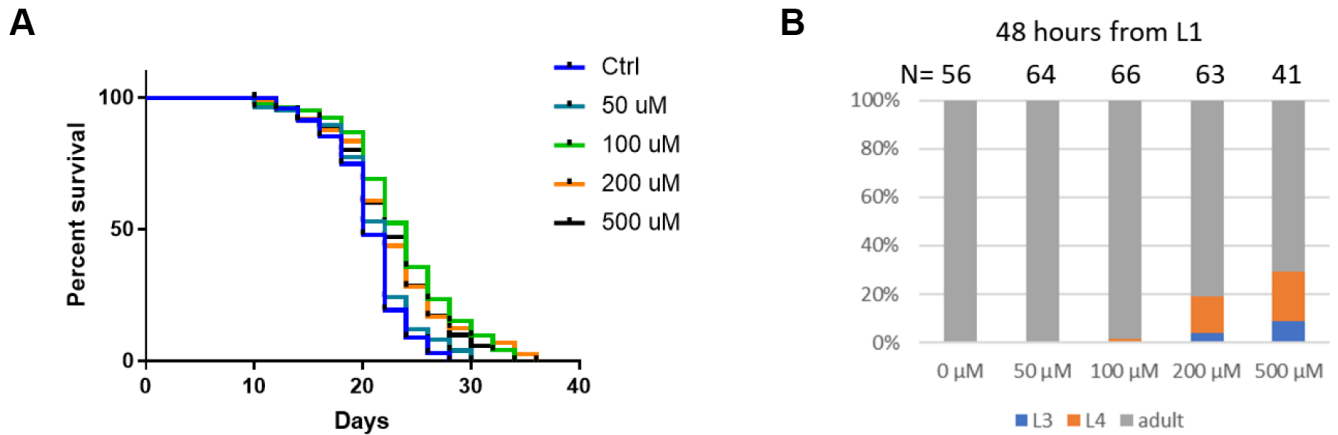 A
B
48 hours from L1
N= 56 64 66 63 41
Ctrl
50 uM
100 uM
200 uM
500 uM
Percent survival
100
50
0
0 10 20 30 40
Days
100%
80%
60%
40%
20%
0%
0 µM 50 µM 100 µM 200 µM 500 µM
L3 L4 adult